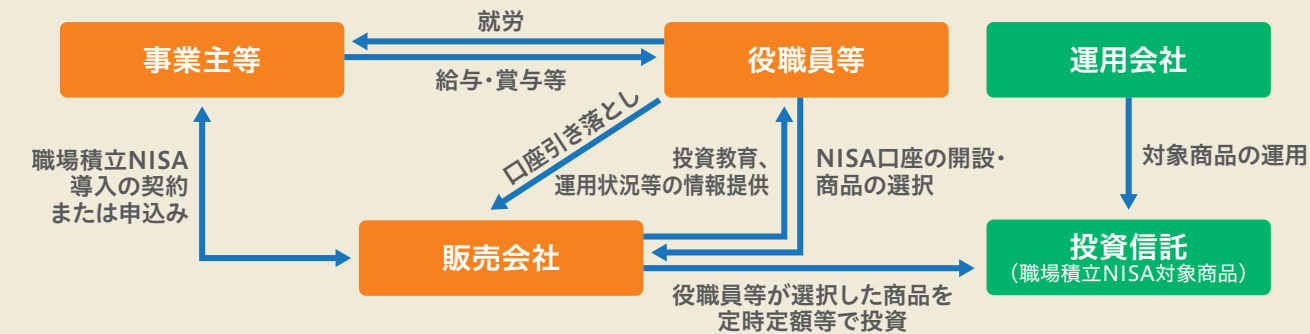 就労
事業主等
役職員等
運用会社
給与・賞与等
口座引き落とし
職場積立NISA
導入の契約
または申込み
投資教育、
運用状況等の情報提供
NISA口座の開設・
商品の選択
対象商品の運用
販売会社
投資信託
（職場積立NISA対象商品）
役職員等が選択した商品を
定時定額等で投資